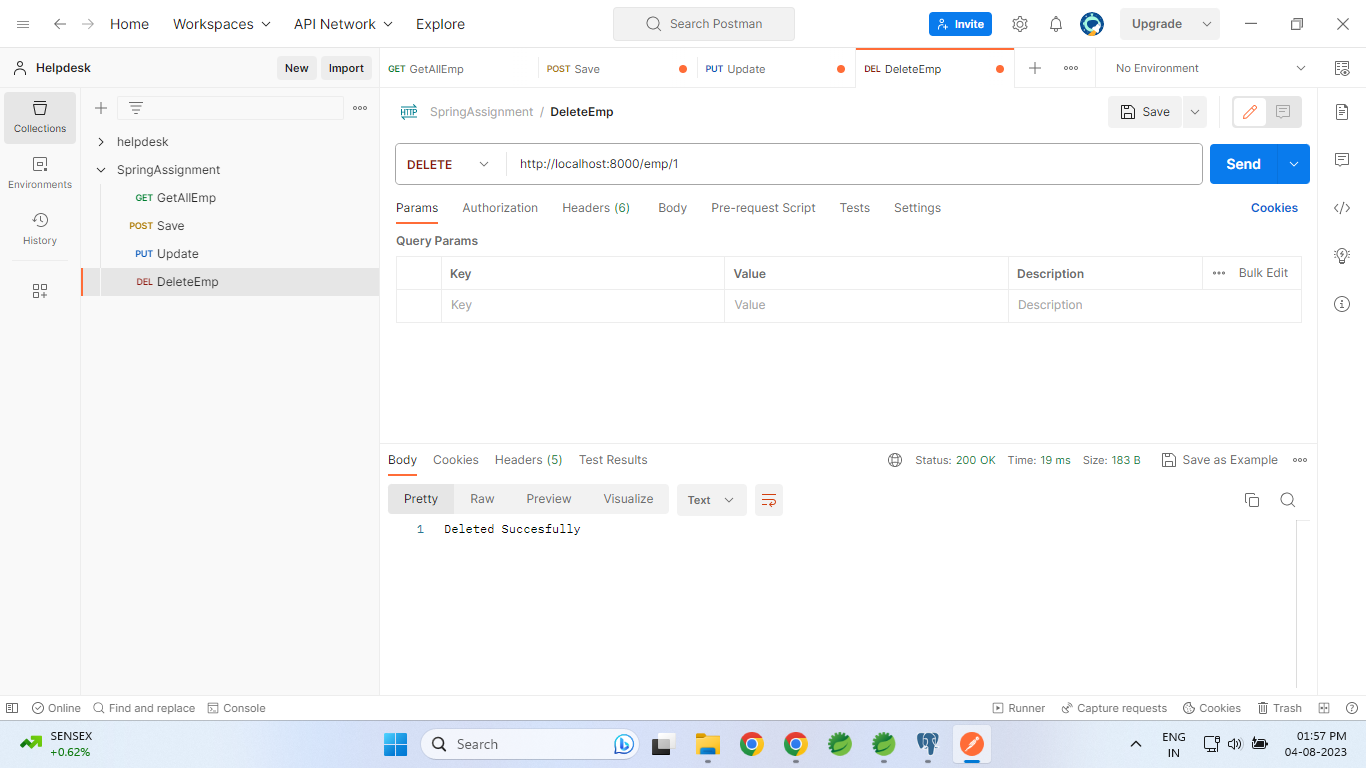 Home Workspaces API Network Explore Search Postman Invite Upgrade
Helpdesk New Import GET GetAllEmp POST Save PUT Update DEL DeleteEmp No Environment
Collections
Environments
History
helpdesk
SpringAssignment
GET GetAllEmp
POST Save
PUT Update
DEL DeleteEmp
HTTP SpringAssignment / DeleteEmp Save
DELETE http://localhost:8000/emp/1 Send
Params Authorization Headers (6) Body Pre-request Script Tests Settings Cookies
Query Params
Key Value Description Bulk Edit
Key Value Description
Body Cookies Headers (5) Test Results Status: 200 OK Time: 19 ms Size: 183 B Save as Example
Pretty Raw Preview Visualize Text
1 Deleted Succesfully
Online Find and replace Console Runner Capture requests Cookies Trash
SENSEX
+0.62%
Search
ENG
IN
01:57 PM
04-08-2023